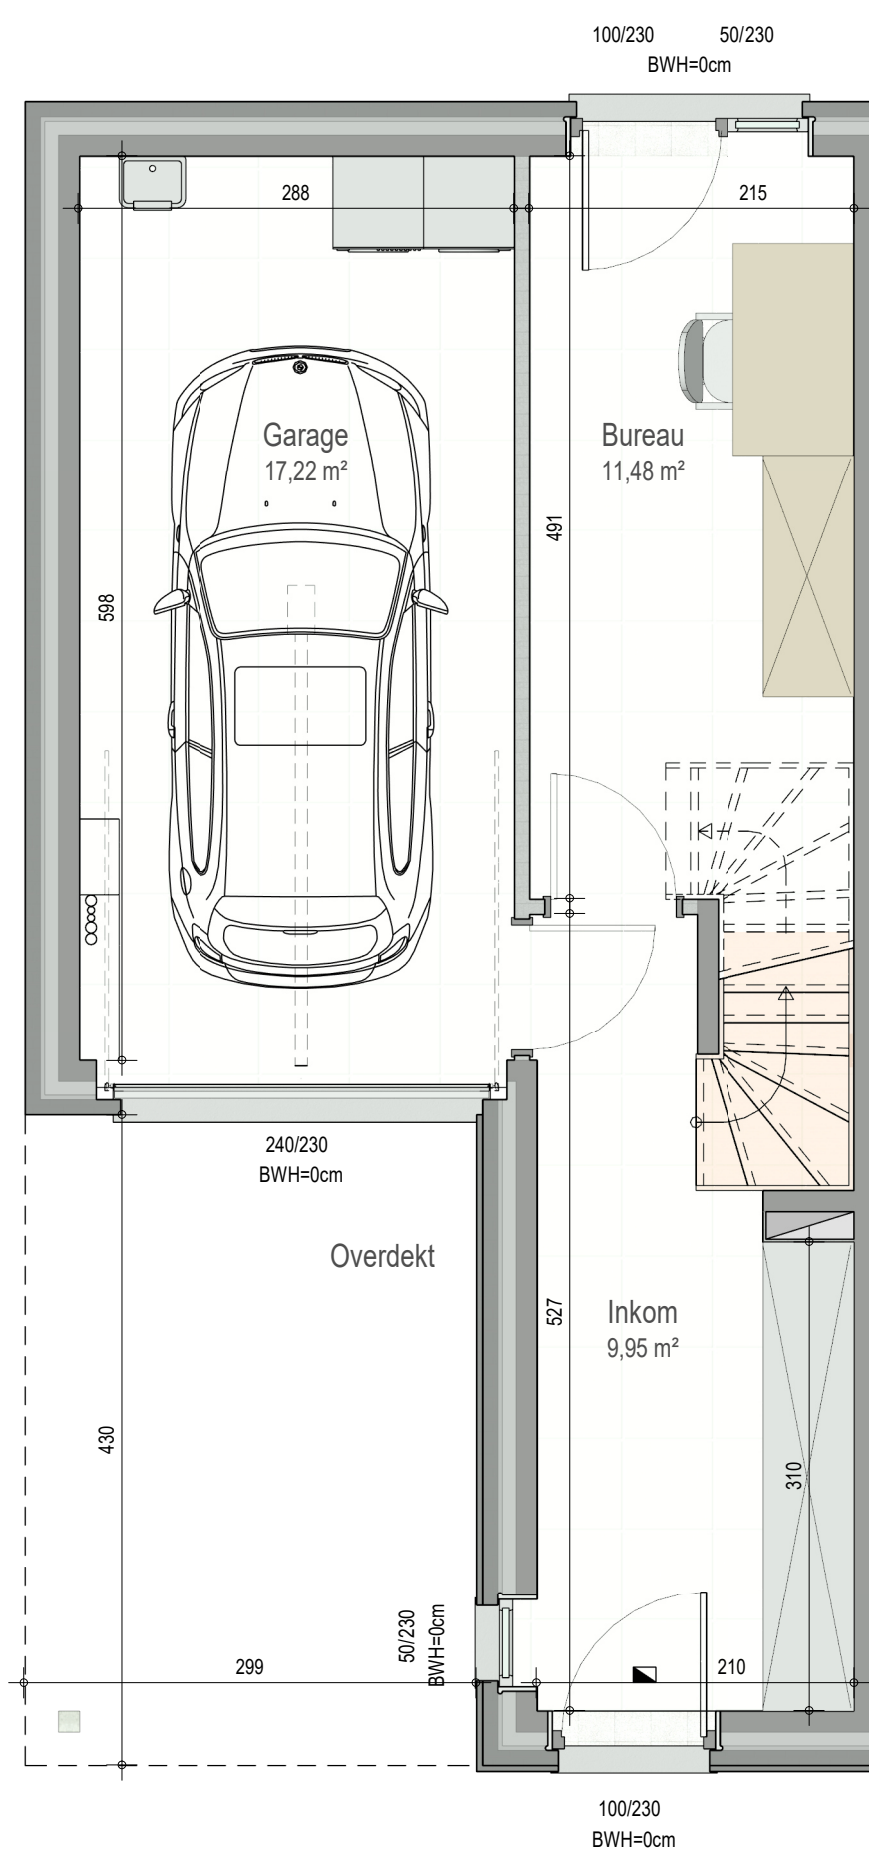 100/230
50/230
BWH=0cm
288
215
Garage
17,22 m²
Bureau
11,48 m²
491
598
240/230
BWH=0cm
Overdekt
Inkom
9,95 m²
527
430
310
50/230
BWH=0cm
299
210
100/230
BWH=0cm